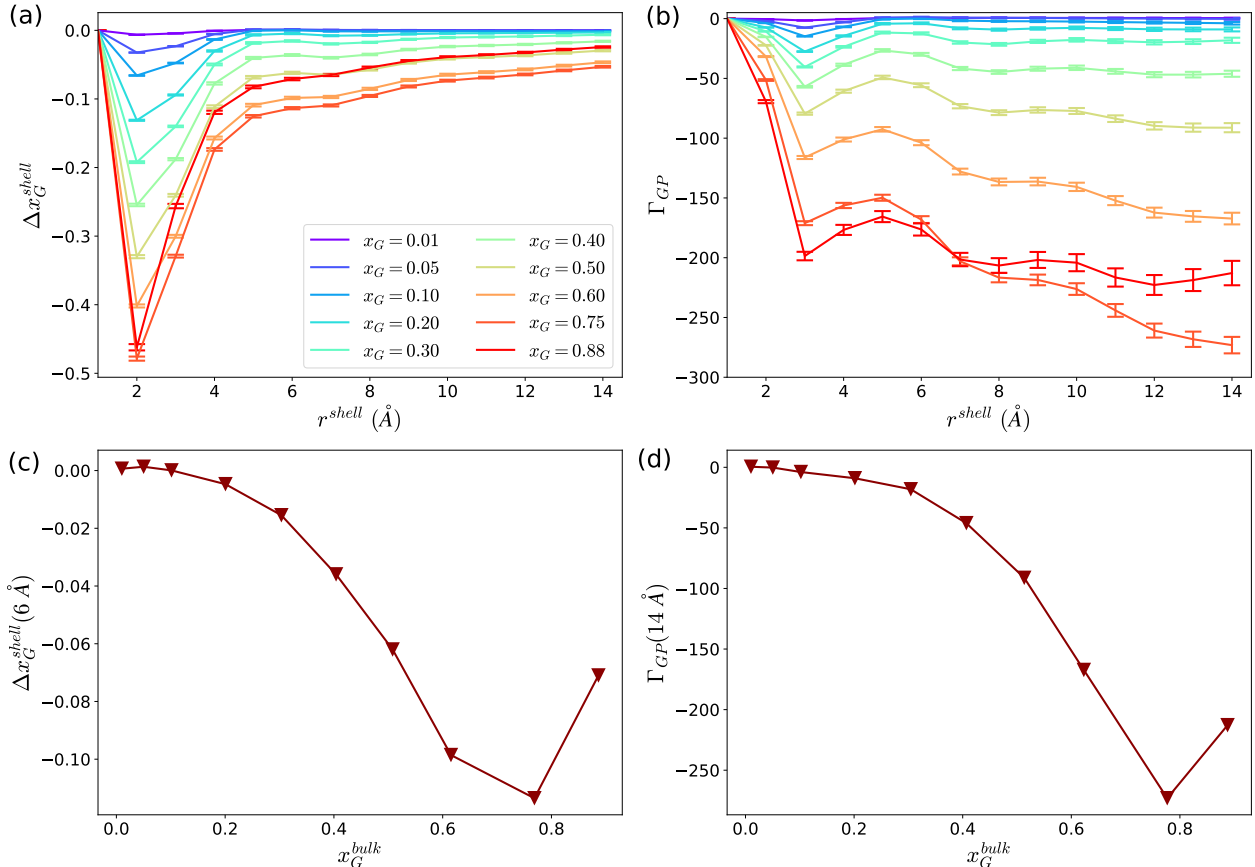 (a)
0.0
−0.1
−0.2
−0.3
−0.4
−0.5
Δx_G^{shell}
2 4 6 8 10 12 14
r^{shell} (Å)
x_G = 0.01
x_G = 0.05
x_G = 0.10
x_G = 0.20
x_G = 0.30
x_G = 0.40
x_G = 0.50
x_G = 0.60
x_G = 0.75
x_G = 0.88
(b)
0
−50
−100
−150
−200
−250
−300
Γ_{GP}
2 4 6 8 10 12 14
r^{shell} (Å)
(c)
0.00
−0.02
−0.04
−0.06
−0.08
−0.10
Δx_G^{shell}(6 Å)
0.0 0.2 0.4 0.6 0.8
x_G^{bulk}
(d)
0
−50
−100
−150
−200
−250
Γ_{GP}(14 Å)
0.0 0.2 0.4 0.6 0.8
x_G^{bulk}